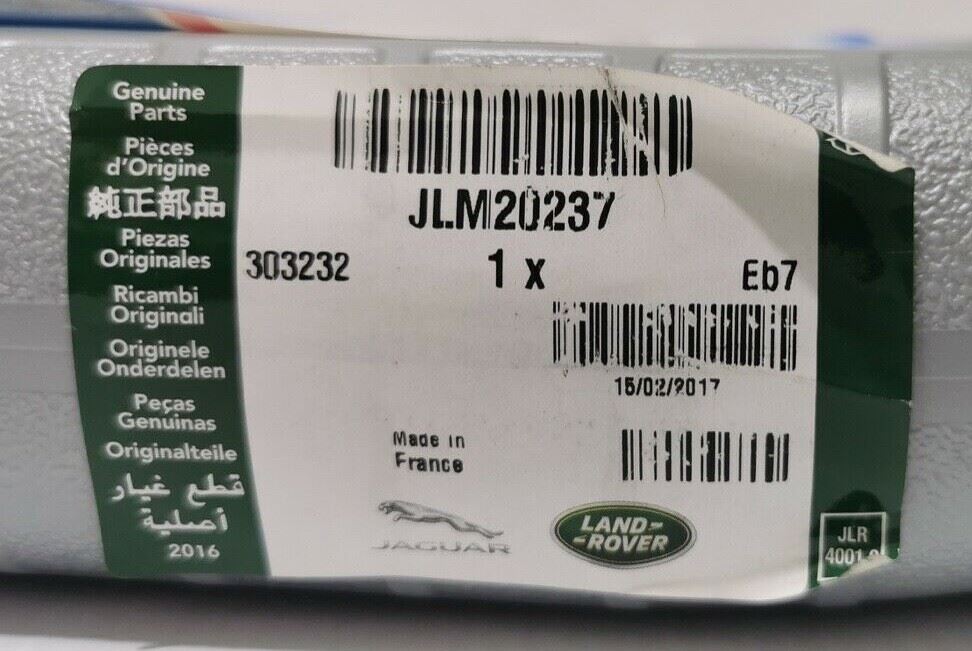 Genuine
Parts
Pièces
d'Origine
純正部品
Piezas
Originales
Ricambi
Originali
Originele
Onderdelen
Peças
Genuinas
Originalteile
قطع غيار
أصلية
2016
JLM20237
303232
1 x
Eb7
15/02/2017
Made in
France
JAGUAR
LAND-
-ROVER
JLR